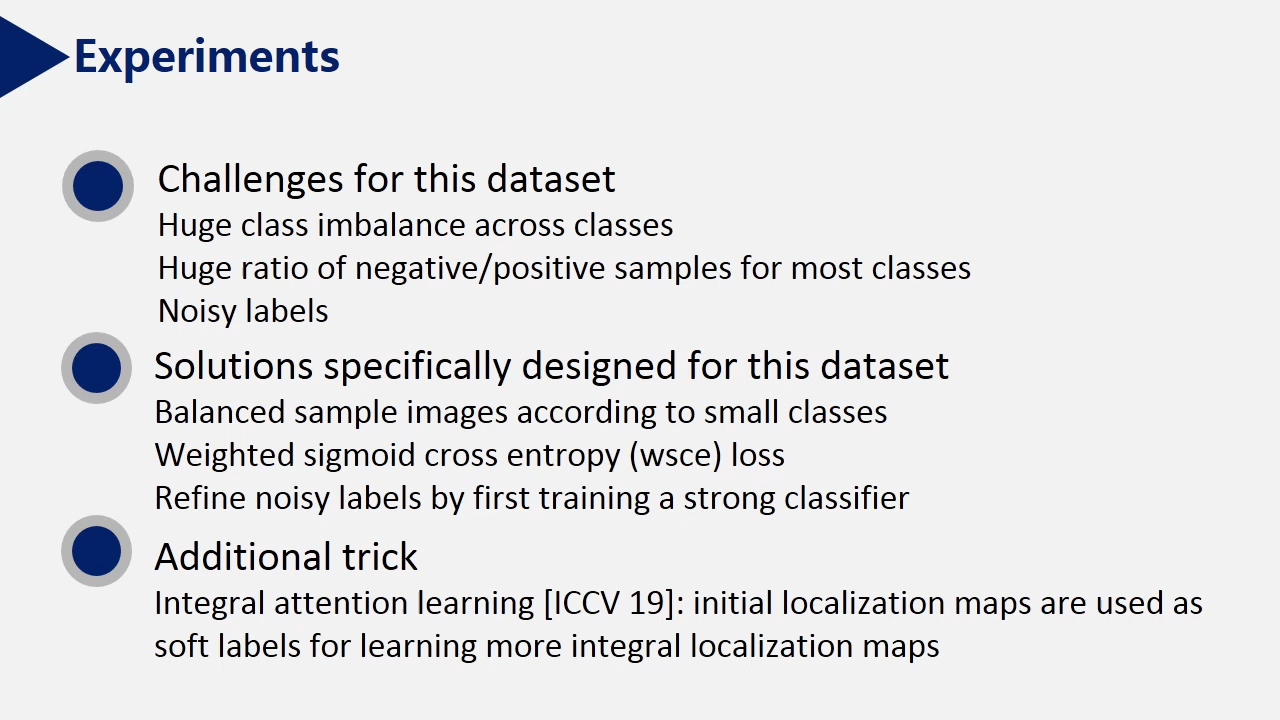 Experiments
Challenges for this dataset
Huge class imbalance across classes
Huge ratio of negative/positive samples for most classes
Noisy labels
Solutions specifically designed for this dataset
Balanced sample images according to small classes
Weighted sigmoid cross entropy (wsce) loss
Refine noisy labels by first training a strong classifier
Additional trick
Integral attention learning [ICCV 19]: initial localization maps are used as
soft labels for learning more integral localization maps